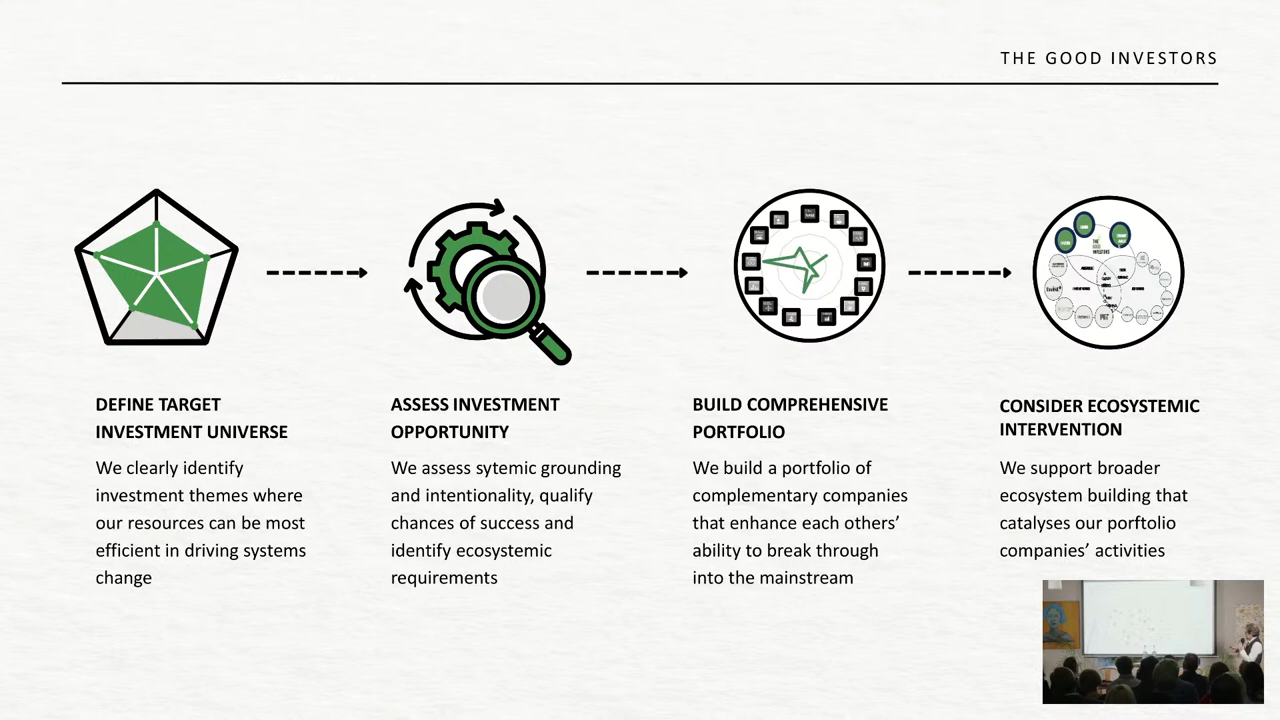 THE GOOD INVESTORS
THE
GOOD
INVESTORS
DEFINE TARGET
INVESTMENT UNIVERSE
We clearly identify
investment themes where
our resources can be most
efficient in driving systems
change
ASSESS INVESTMENT
OPPORTUNITY
We assess sytemic grounding
and intentionality, qualify
chances of success and
identify ecosystemic
requirements
BUILD COMPREHENSIVE
PORTFOLIO
We build a portfolio of
complementary companies
that enhance each others’
ability to break through
into the mainstream
CONSIDER ECOSYSTEMIC
INTERVENTION
We support broader
ecosystem building that
catalyses our porftolio
companies’ activities